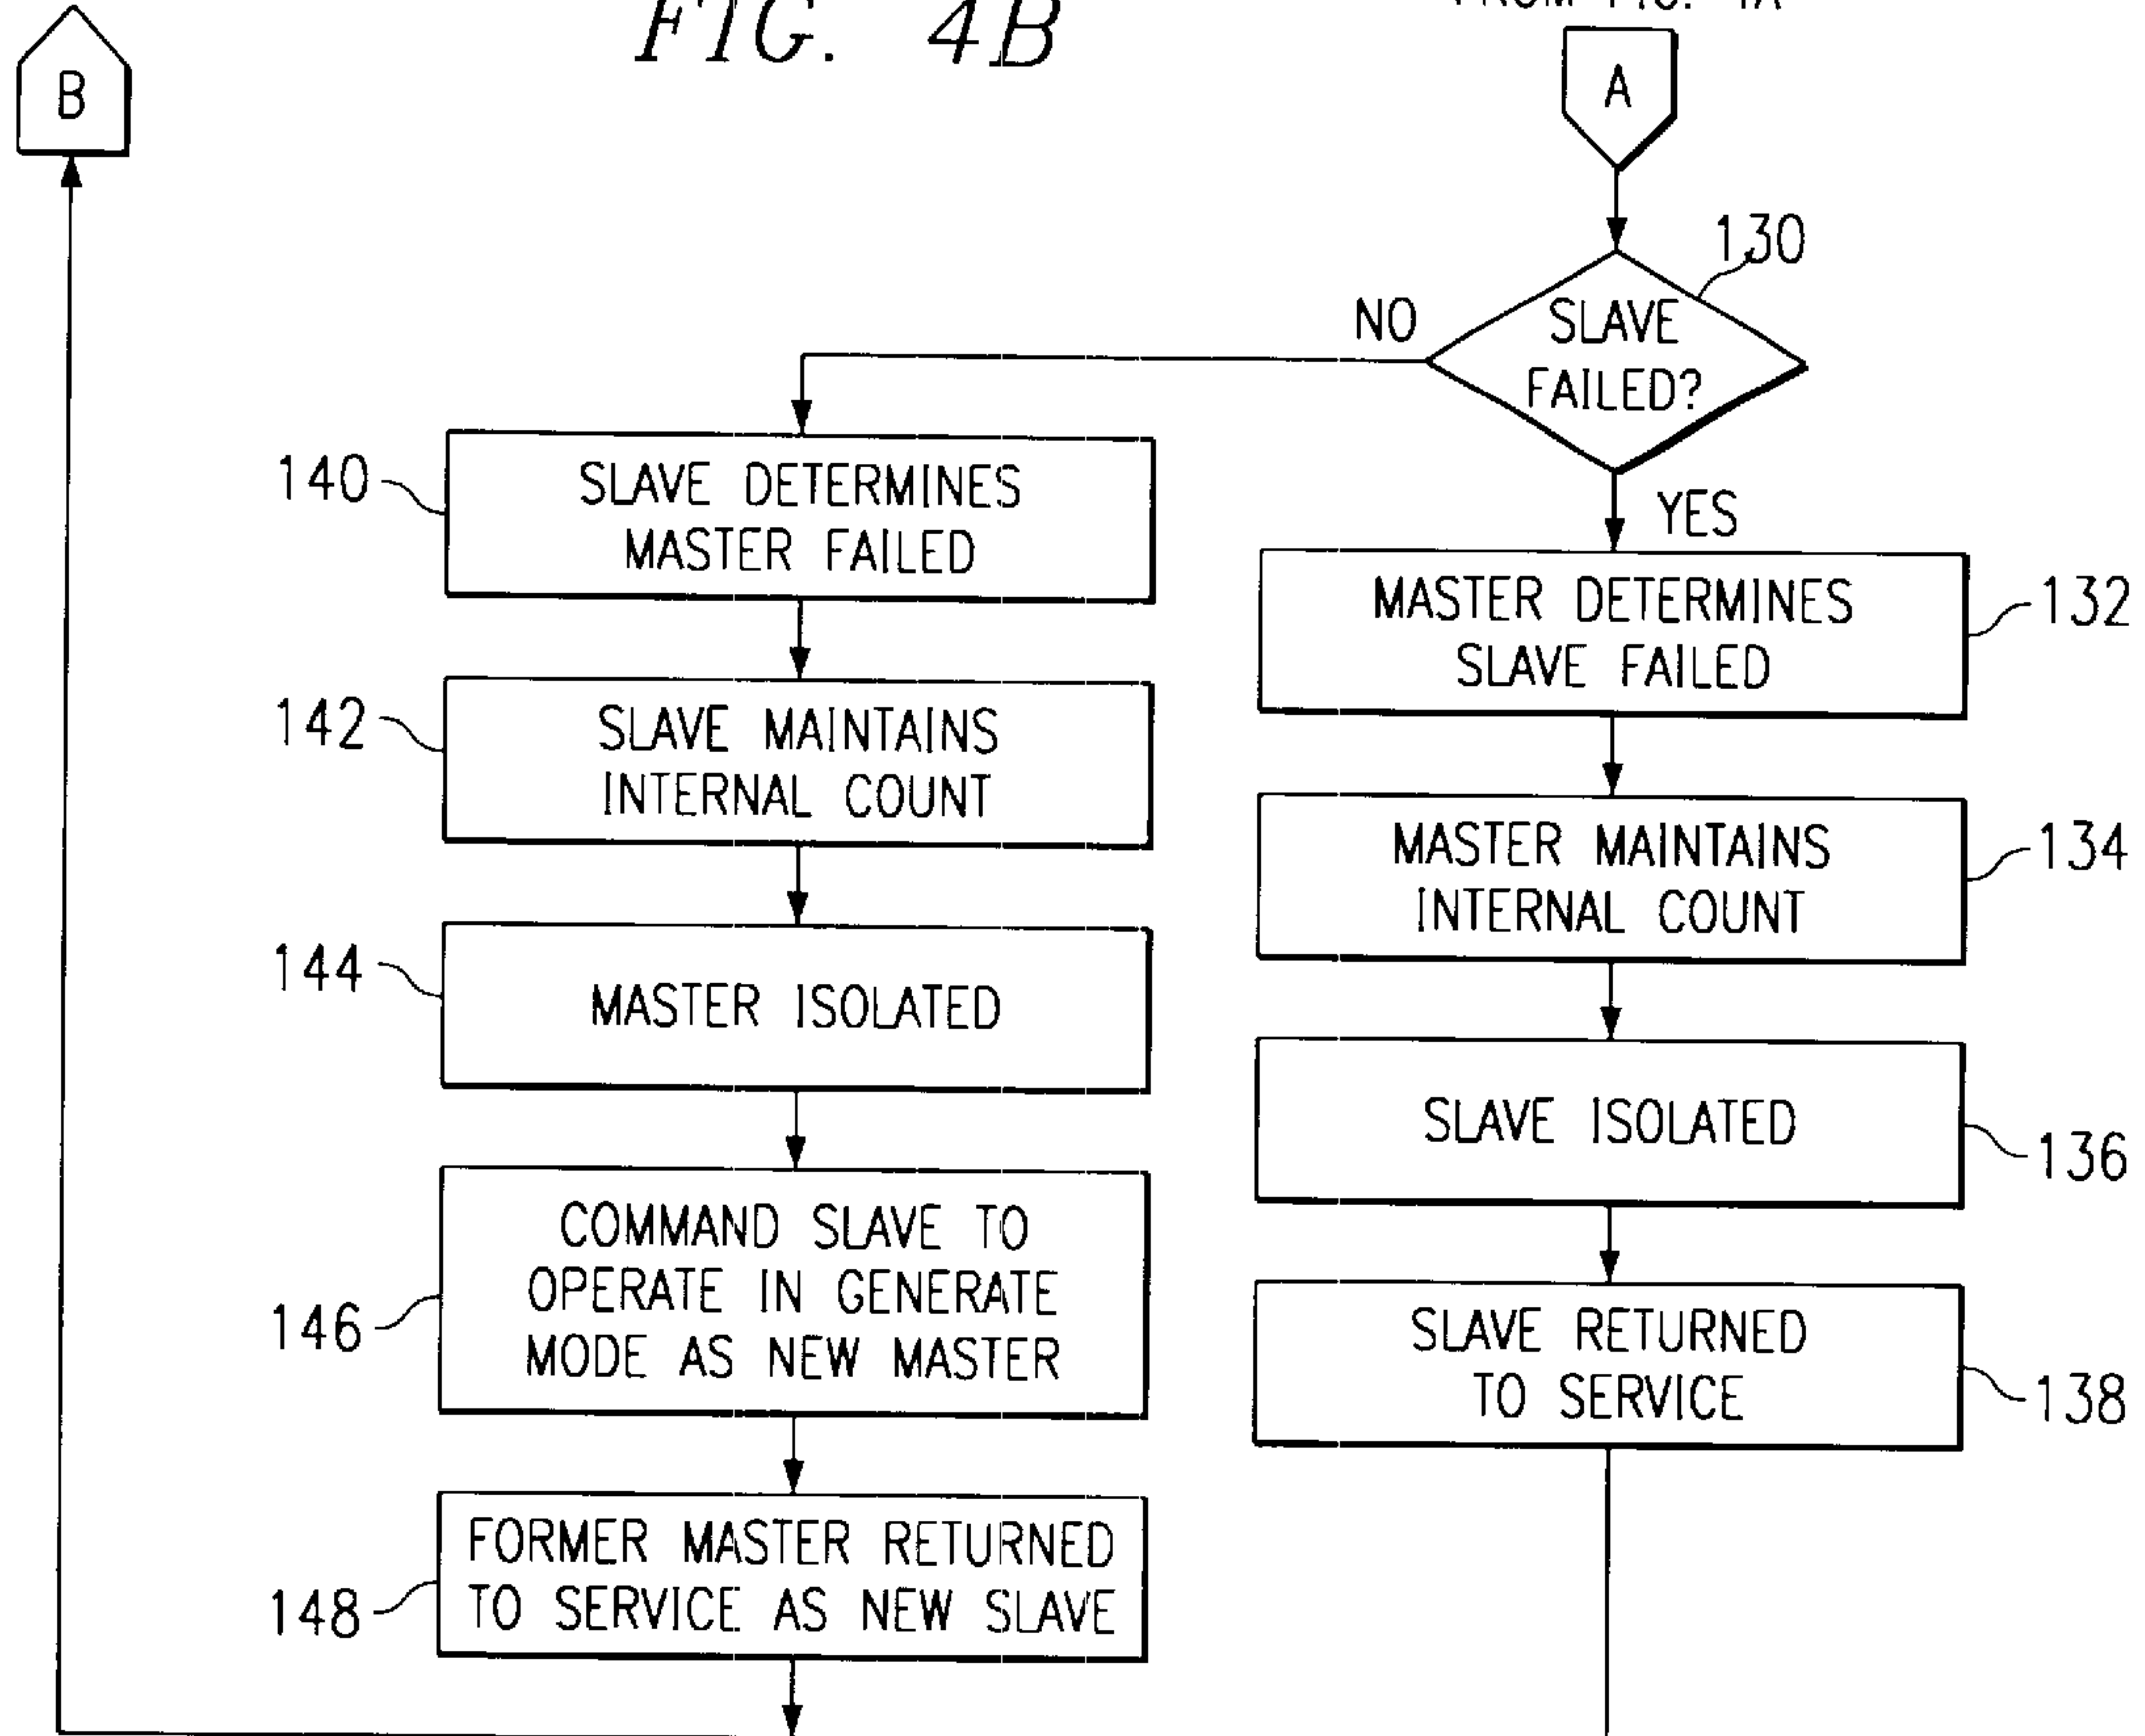 FIG. 4B
FROM FIG. 4A
B
A
130
SLAVE
FAILED?
NO
YES
140
SLAVE DETERMINES
MASTER FAILED
132
MASTER DETERMINES
SLAVE FAILED
142
SLAVE MAINTAINS
INTERNAL COUNT
134
MASTER MAINTAINS
INTERNAL COUNT
144
MASTER ISOLATED
136
SLAVE ISOLATED
146
COMMAND SLAVE TO
OPERATE IN GENERATE
MODE AS NEW MASTER
138
SLAVE RETURNED
TO SERVICE
148
FORMER MASTER RETURNED
TO SERVICE AS NEW SLAVE